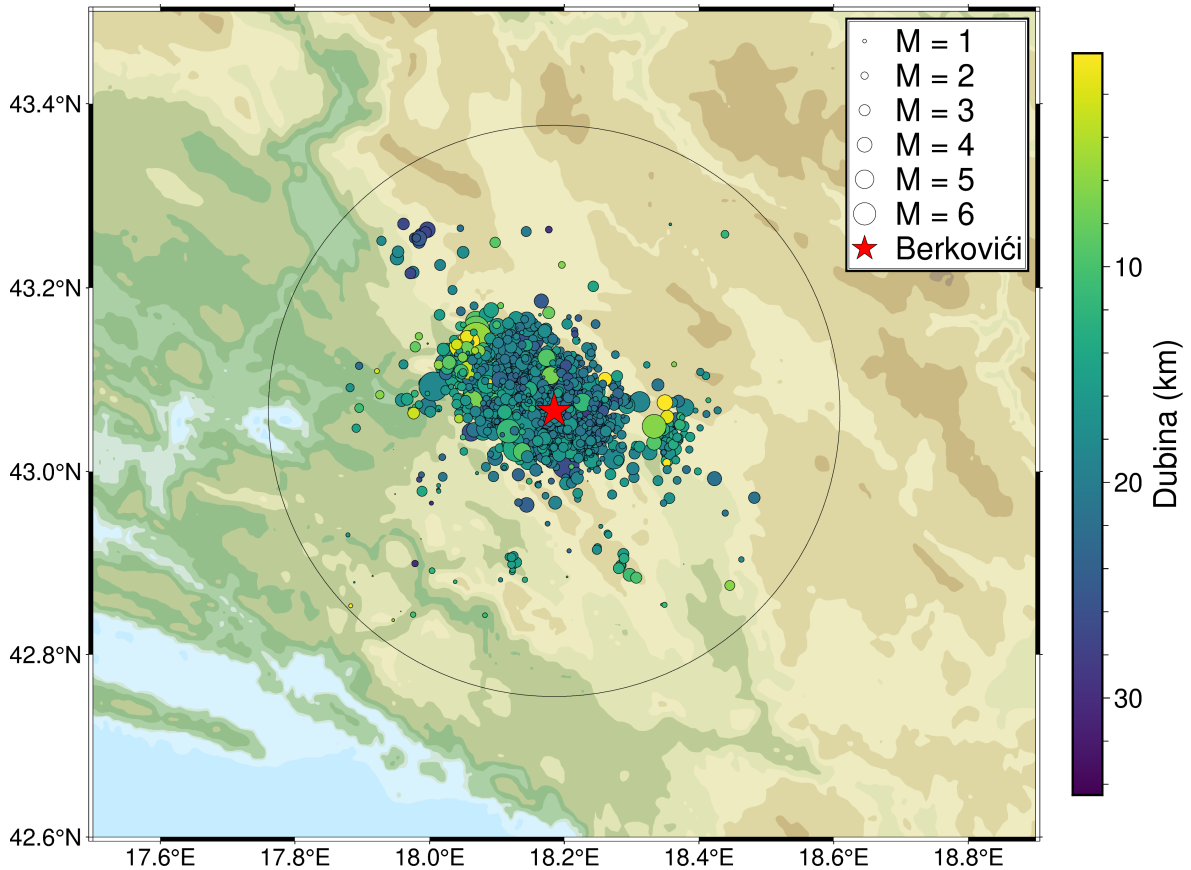 M = 1
M = 2
M = 3
M = 4
M = 5
M = 6
Berkovići
43.4°N
43.2°N
43.0°N
42.8°N
42.6°N
17.6°E 17.8°E 18.0°E 18.2°E 18.4°E 18.6°E 18.8°E
10
20
30
Dubina (km)